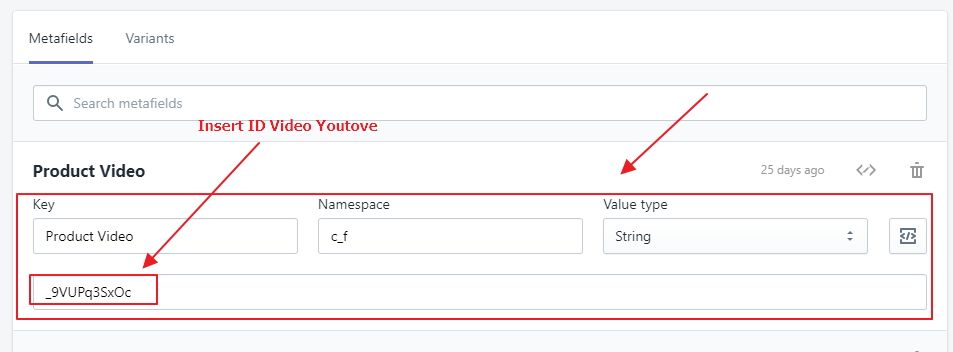 Metafields Variants
Search metafields
Insert ID Video Youtove
Product Video 25 days ago
Key Namespace Value type
Product Video c_f String
_9VUPq3SxOc